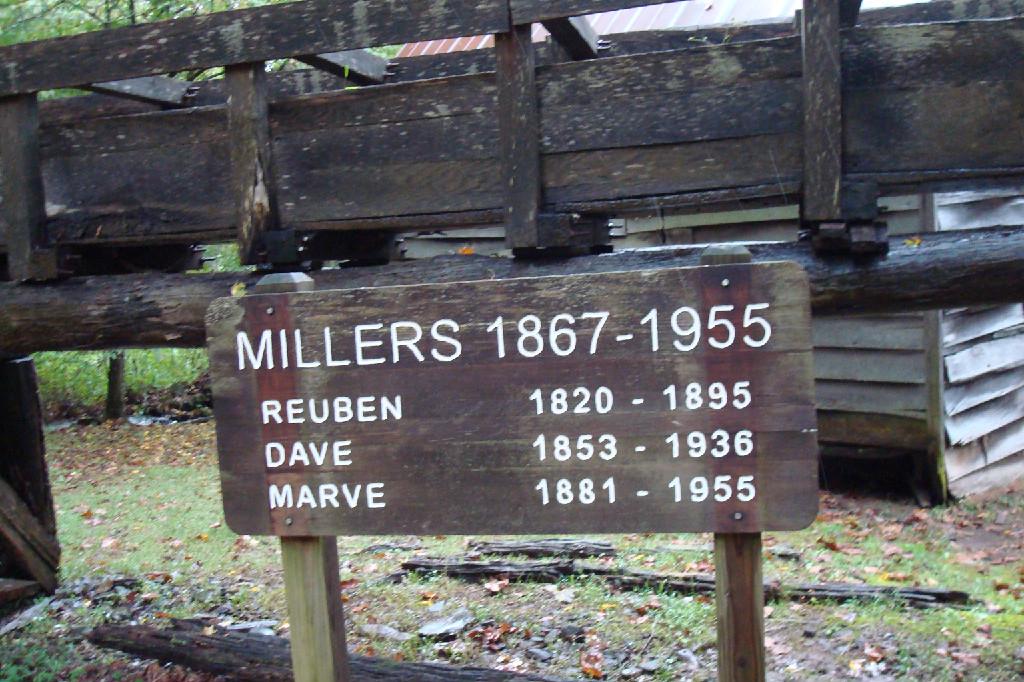 MILLERS 1867-1955
REUBEN 1820 - 1895
DAVE 1853 - 1936
MARVE 1881 - 1955